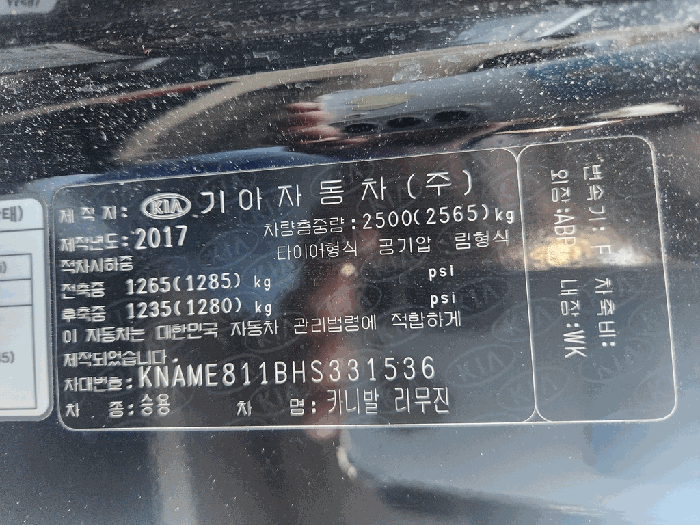 제작지: KIA 기아자동차(주)
제작년도: 2017 차량총중량: 2500(2565)kg
적차시하중 타이어형식 공기압 림형식
전축중 1265(1285) kg psi
후축중 1235(1280) kg psi
이 자동차는 대한민국 자동차 관리법령에 적합하게
제작되었습니다.
차대번호: KNAME811BHS331536
차 종: 승용 차 명: 카니발 리무진
변속기: F 차축비:
외장:ABP 내장:WK